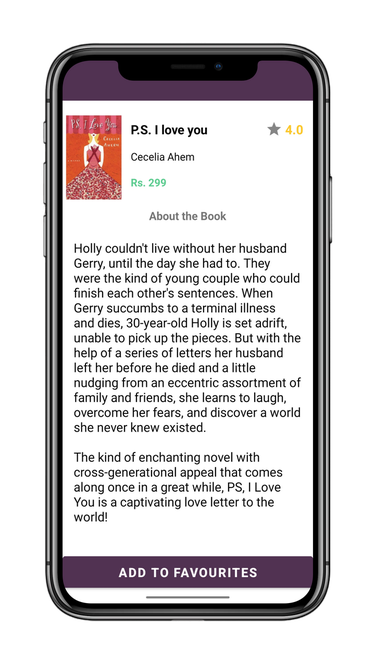 P.S. I Love You
CECELIA
AHERN
P.S. I love you
4.0
Cecelia Ahem
Rs. 299
About the Book
Holly couldn't live without her husband
Gerry, until the day she had to. They
were the kind of young couple who could
finish each other's sentences. When
Gerry succumbs to a terminal illness
and dies, 30-year-old Holly is set adrift,
unable to pick up the pieces. But with the
help of a series of letters her husband
left her before he died and a little
nudging from an eccentric assortment of
family and friends, she learns to laugh,
overcome her fears, and discover a world
she never knew existed.
The kind of enchanting novel with
cross-generational appeal that comes
along once in a great while, PS, I Love
You is a captivating love letter to the
world!
ADD TO FAVOURITES